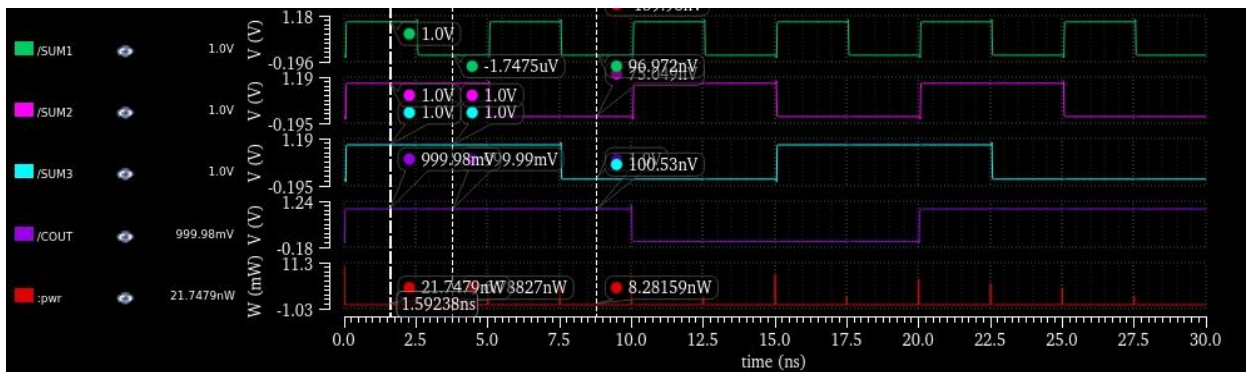 1.18
/SUM1 1.0V V (V) 1.0V
-0.196 -1.7475uV 96.972nV
1.19
/SUM2 1.0V V (V) 1.0V 1.0V
-0.195 1.0V 1.0V
1.19
/SUM3 1.0V V (V) 999.98mV 100.53nV
-0.195
1.24
/COUT 999.98mV V (V)
-0.18
11.3
:pwr 21.7479nW W (mW) 21.7479nW 8.28159nW
-1.03 1.59238ns
0.0 2.5 5.0 7.5 10.0 12.5 15.0 17.5 20.0 22.5 25.0 27.5 30.0
time (ns)